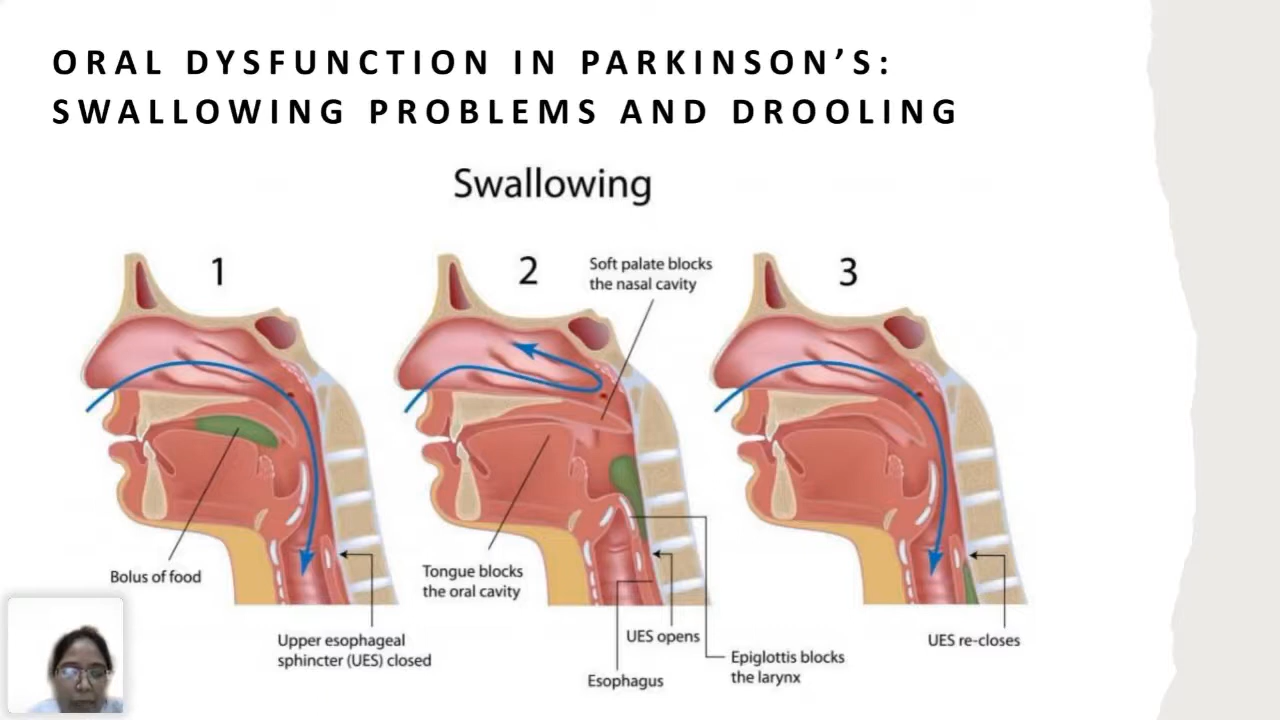 ORAL DYSFUNCTION IN PARKINSON'S:
SWALLOWING PROBLEMS AND DROOLING
Swallowing
1
2
3
Soft palate blocks
the nasal cavity
Bolus of food
Tongue blocks
the oral cavity
Upper esophageal
sphincter (UES) closed
UES opens
Esophagus
Epiglottis blocks
the larynx
UES re-closes